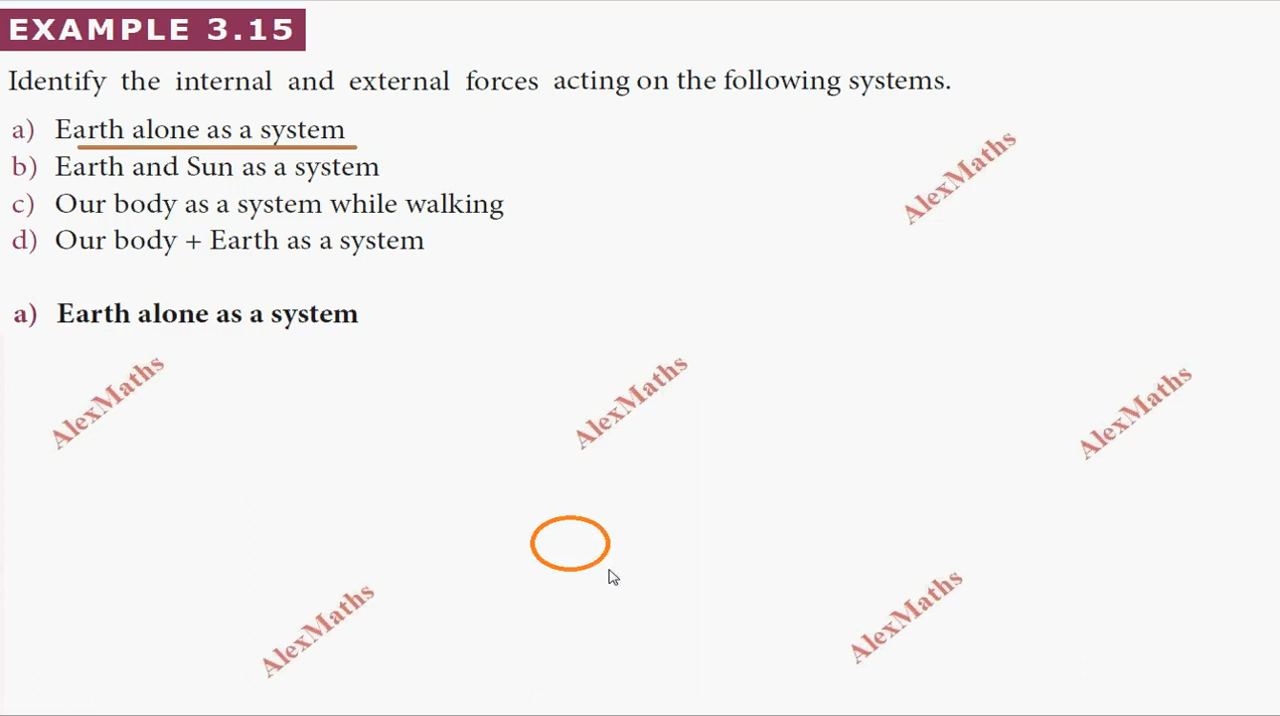 EXAMPLE 3.15
Identify the internal and external forces acting on the following systems.
a) Earth alone as a system
b) Earth and Sun as a system
c) Our body as a system while walking
d) Our body + Earth as a system
a) Earth alone as a system
AlexMaths
AlexMaths
AlexMaths
AlexMaths
AlexMaths
AlexMaths